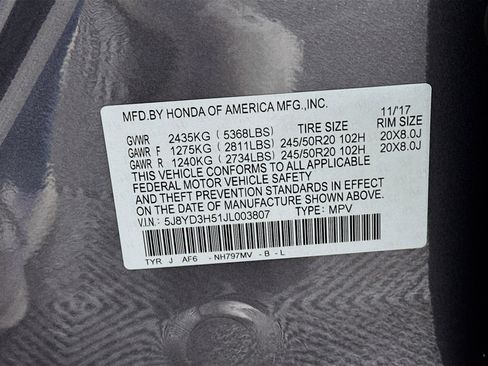 MFD.BY HONDA OF AMERICA MFG.,INC. 11/17
TIRE SIZE RIM SIZE
GVWR 2435KG ( 5368LBS)
GAWR F 1275KG ( 2811LBS) 245/50R20 102H 20X8.0J
GAWR R 1240KG ( 2734LBS) 245/50R20 102H 20X8.0J
THIS VEHICLE CONFORMS TO ALL APPLICABLE
FEDERAL MOTOR VEHICLE SAFETY
AND THEFT PREVENTION STANDARDS IN EFFECT
ON THE DATE OF MANUFACTURE SHOWN ABOVE.
V.I.N.: 5J8YD3H51JL003807 TYPE: MPV
TYR J AF6 -NH797MV -B -L